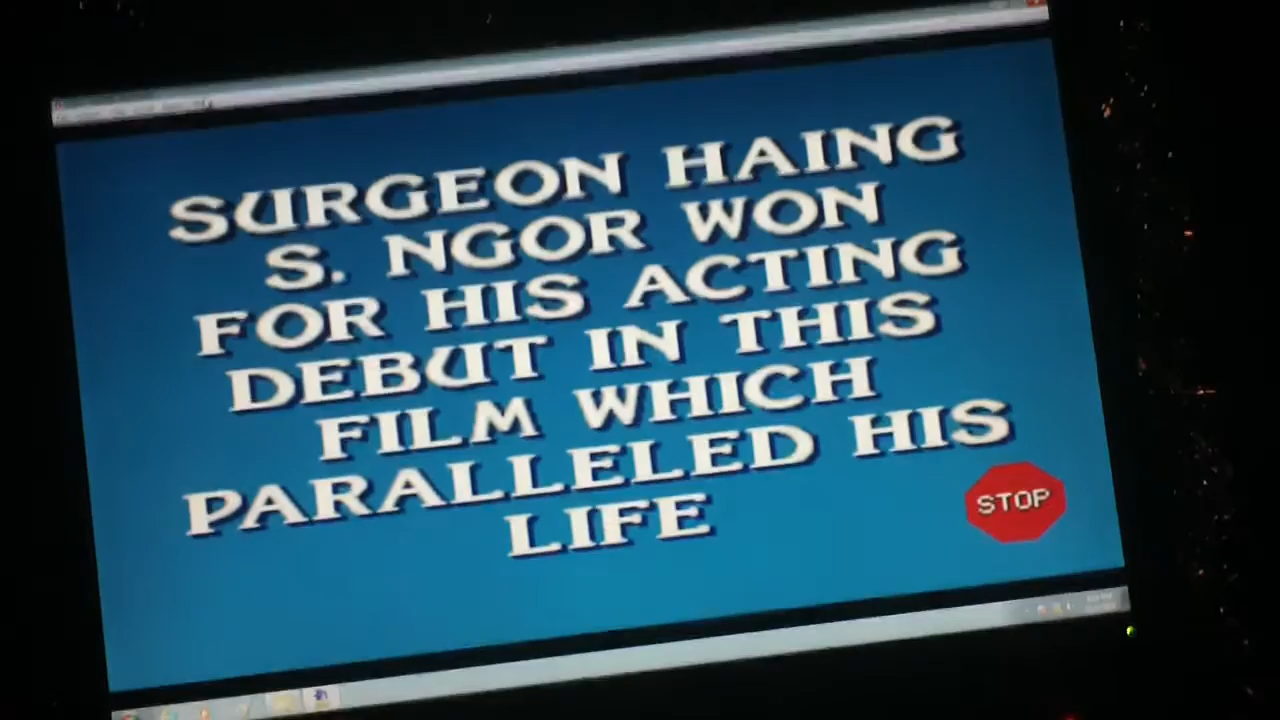 SURGEON HAING
S. NGOR WON
FOR HIS ACTING
DEBUT IN THIS
FILM WHICH
PARALLELED HIS
LIFE
STOP